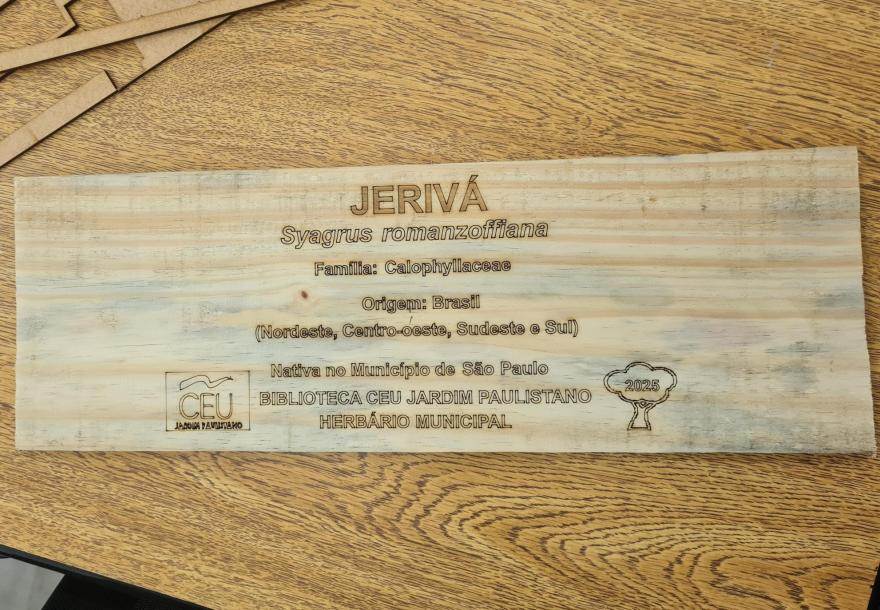 JERIVÁ
Syagrus romanzoffiana
Família: Calophyllaceae
Origem: Brasil
(Nordeste, Centro-oeste, Sudeste e Sul)
Nativa no Município de São Paulo
BIBLIOTECA CEU JARDIM PAULISTANO
HERBÁRIO MUNICIPAL
CEU
JARDIM PAULISTANO
2025